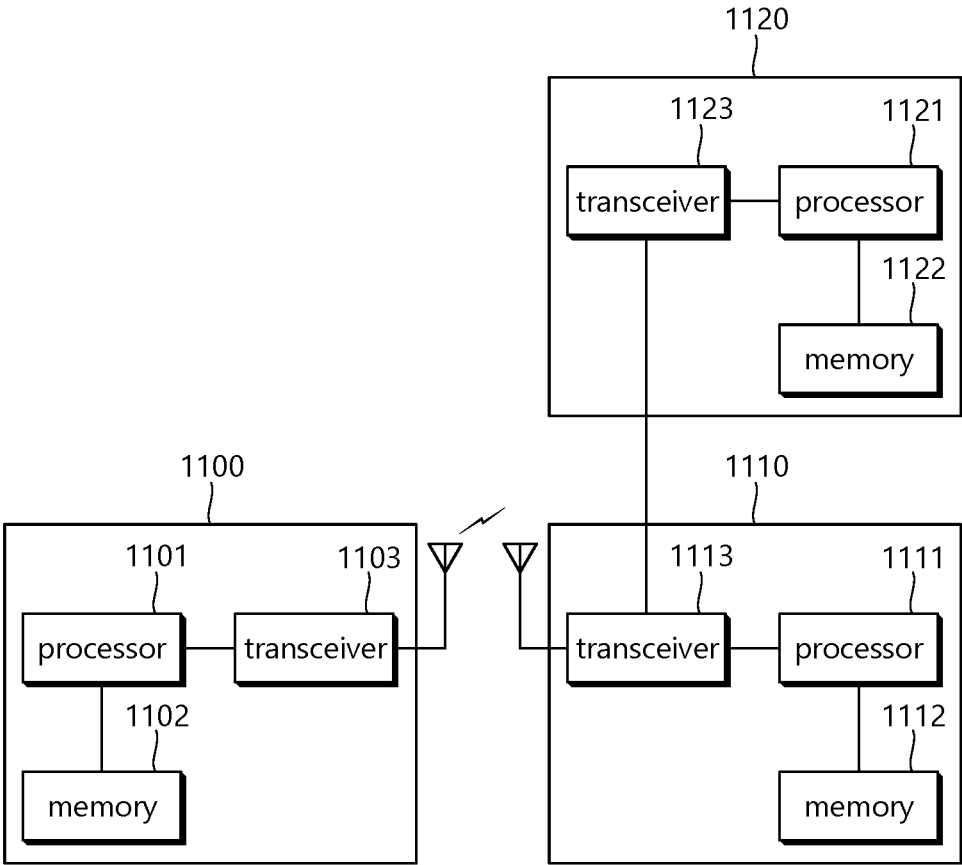 1120
1123
1121
transceiver
processor
1122
memory
1100
1110
1101
1103
1113
1111
processor
transceiver
transceiver
processor
1102
1112
memory
memory